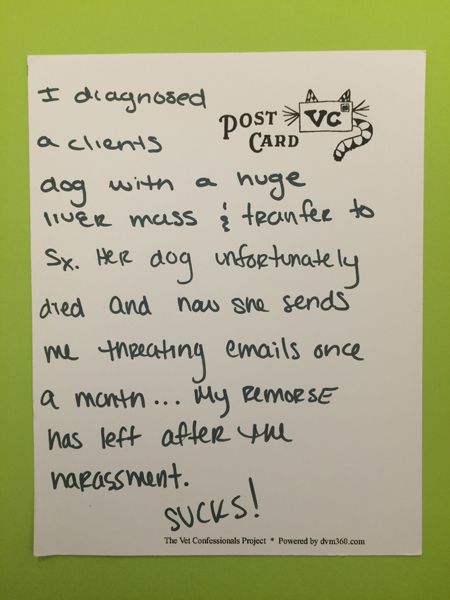 I diagnosed
POST
CARD
VC
a clients
dog with a huge
liver mass & tranfer to
Sx. Her dog unfortunately
died and now she sends
me threating emails once
a month... My remorse
has left after the
harassment.
SUCKS!
The Vet Confessionals Project * Powered by dvm360.com